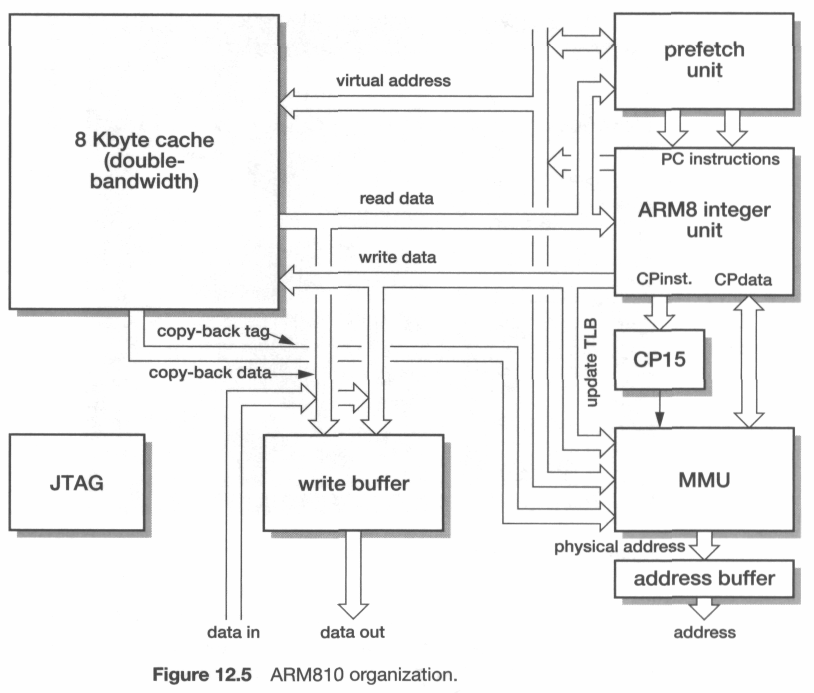 prefetch
unit
virtual address
8 Kbyte cache
(double-
bandwidth)
PC instructions
read data
ARM8 integer
unit
write data
CPinst. CPdata
copy-back tag
update TLB
CP15
copy-back data
JTAG
write buffer
MMU
physical address
address buffer
data in
data out
address
Figure 12.5 ARM810 organization.